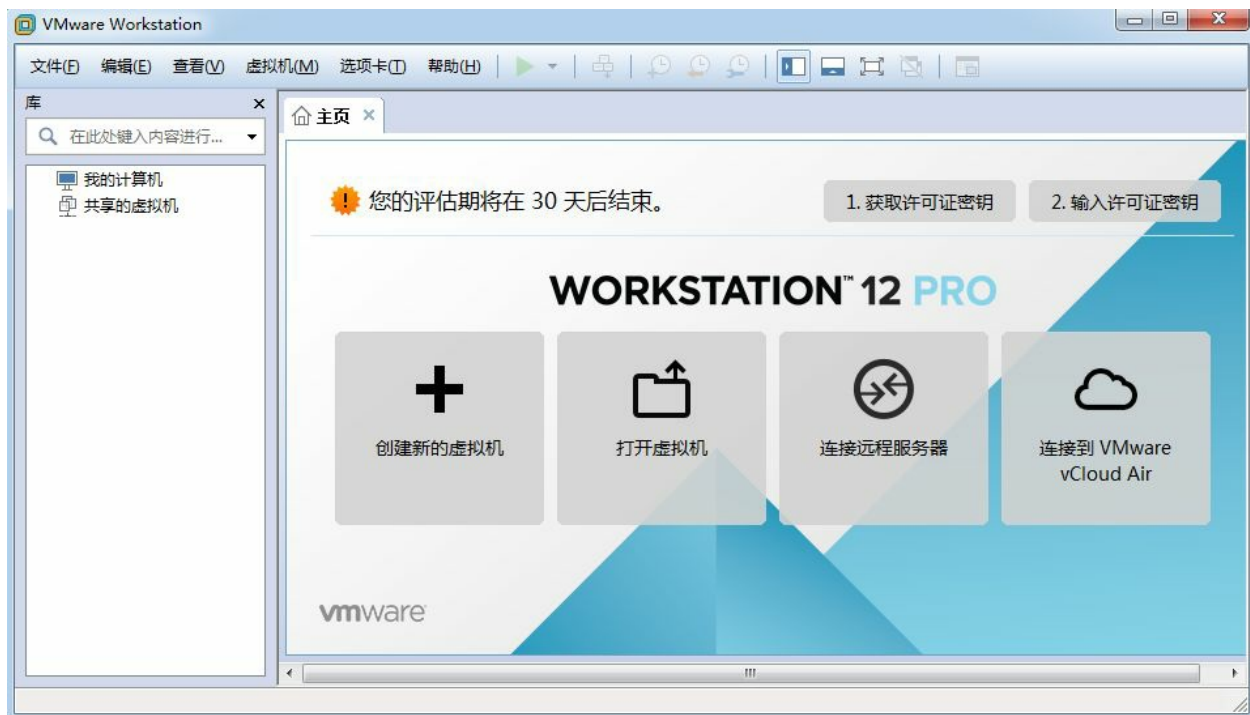 VMware Workstation
文件(F) 编辑(E) 查看(V) 虚拟机(M) 选项卡(T) 帮助(H)
库
在此处键入内容进行...
我的计算机
共享的虚拟机
主页
您的评估期将在 30 天后结束。
1. 获取许可证密钥
2. 输入许可证密钥
WORKSTATION™ 12 PRO
创建新的虚拟机
打开虚拟机
连接远程服务器
连接到 VMware
vCloud Air
vmware